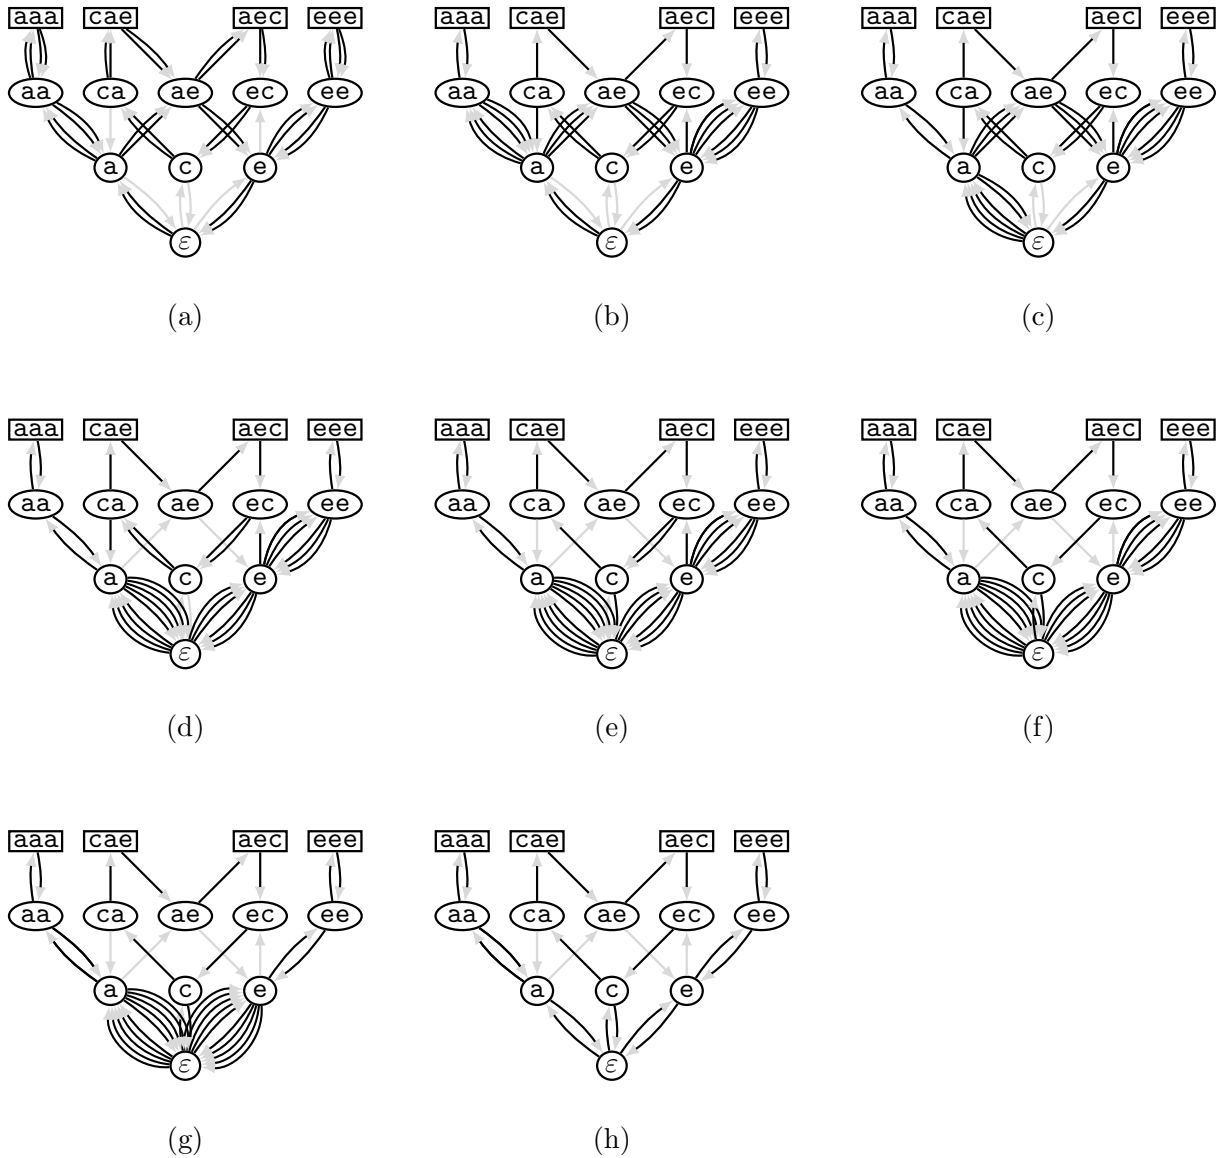 aaa cae aec eee aaa cae aec eee aaa cae aec eee
aa ca ae ec ee aa ca ae ec ee aa ca ae ec ee
a c e a c e a c e
ε ε ε
(a) (b) (c)
aaa cae aec eee aaa cae aec eee aaa cae aec eee
aa ca ae ec ee aa ca ae ec ee aa ca ae ec ee
a c e a c e a c e
ε ε ε
(d) (e) (f)
aaa cae aec eee aaa cae aec eee
aa ca ae ec ee aa ca ae ec ee
a c e a c e
ε ε
(g) (h)